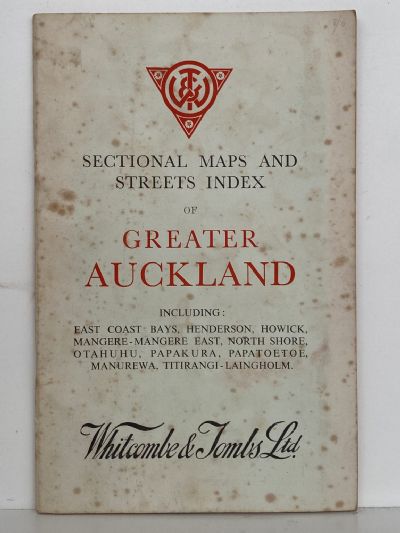 SECTIONAL MAPS AND
STREETS INDEX
OF
GREATER
AUCKLAND
INCLUDING:
EAST COAST BAYS, HENDERSON, HOWICK,
MANGERE-MANGERE EAST, NORTH SHORE,
OTAHUHU, PAPAKURA, PAPATOETOE,
MANUREWA, TITIRANGI-LAINGHOLM.
Whitcombe & Tombs Ltd.